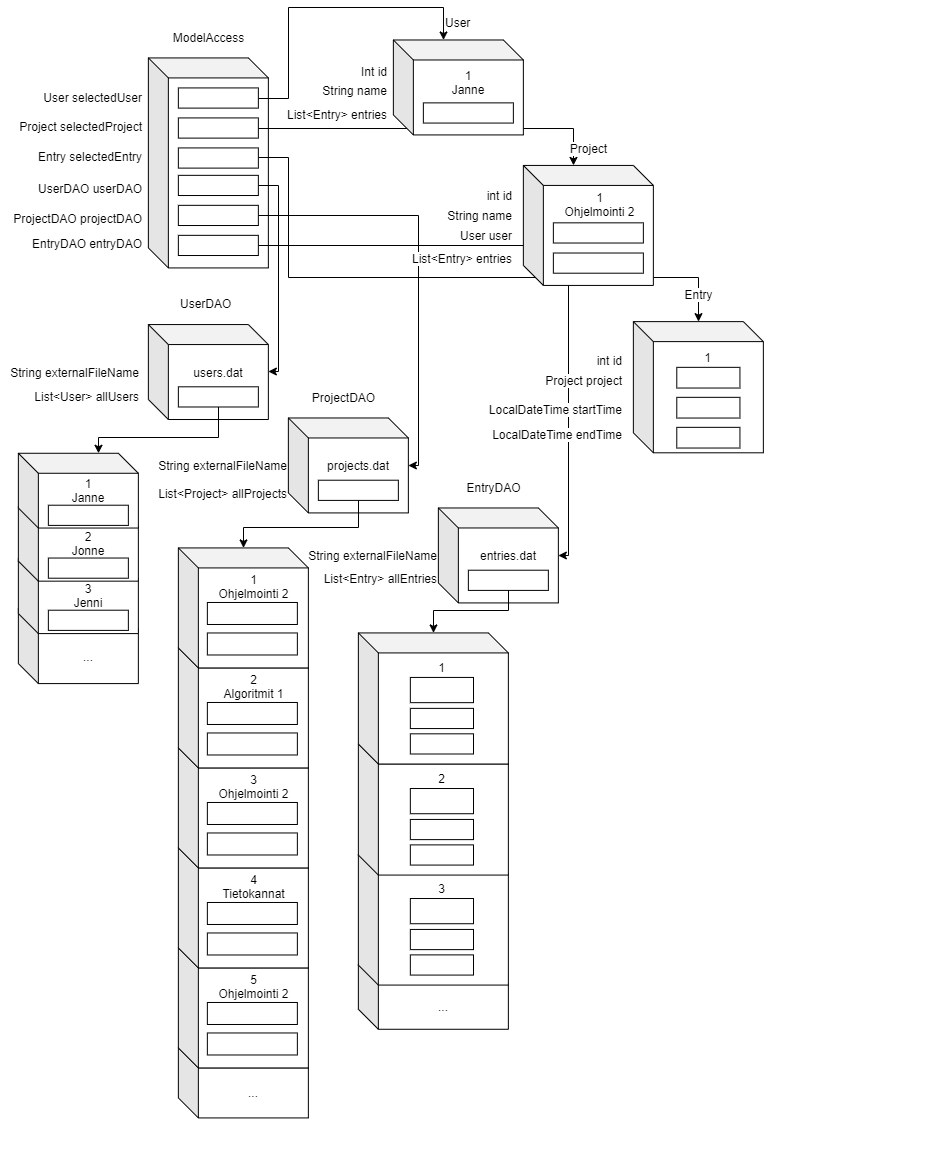 User
ModelAccess
User selectedUser
Project selectedProject
Entry selectedEntry
UserDAO userDAO
ProjectDAO projectDAO
EntryDAO entryDAO
Int id
String name
List<Entry> entries
1
Janne
Project
int id
String name
User user
List<Entry> entries
1
Ohjelmointi 2
Entry
int id
Project project
LocalDateTime startTime
LocalDateTime endTime
1
UserDAO
String externalFileName
List<User> allUsers
users.dat
1
Janne
2
Jonne
3
Jenni
...
ProjectDAO
String externalFileName
List<Project> allProjects
projects.dat
1
Ohjelmointi 2
2
Algoritmit 1
3
Ohjelmointi 2
4
Tietokannat
5
Ohjelmointi 2
...
EntryDAO
String externalFileName
List<Entry> allEntries
entries.dat
1
2
3
...